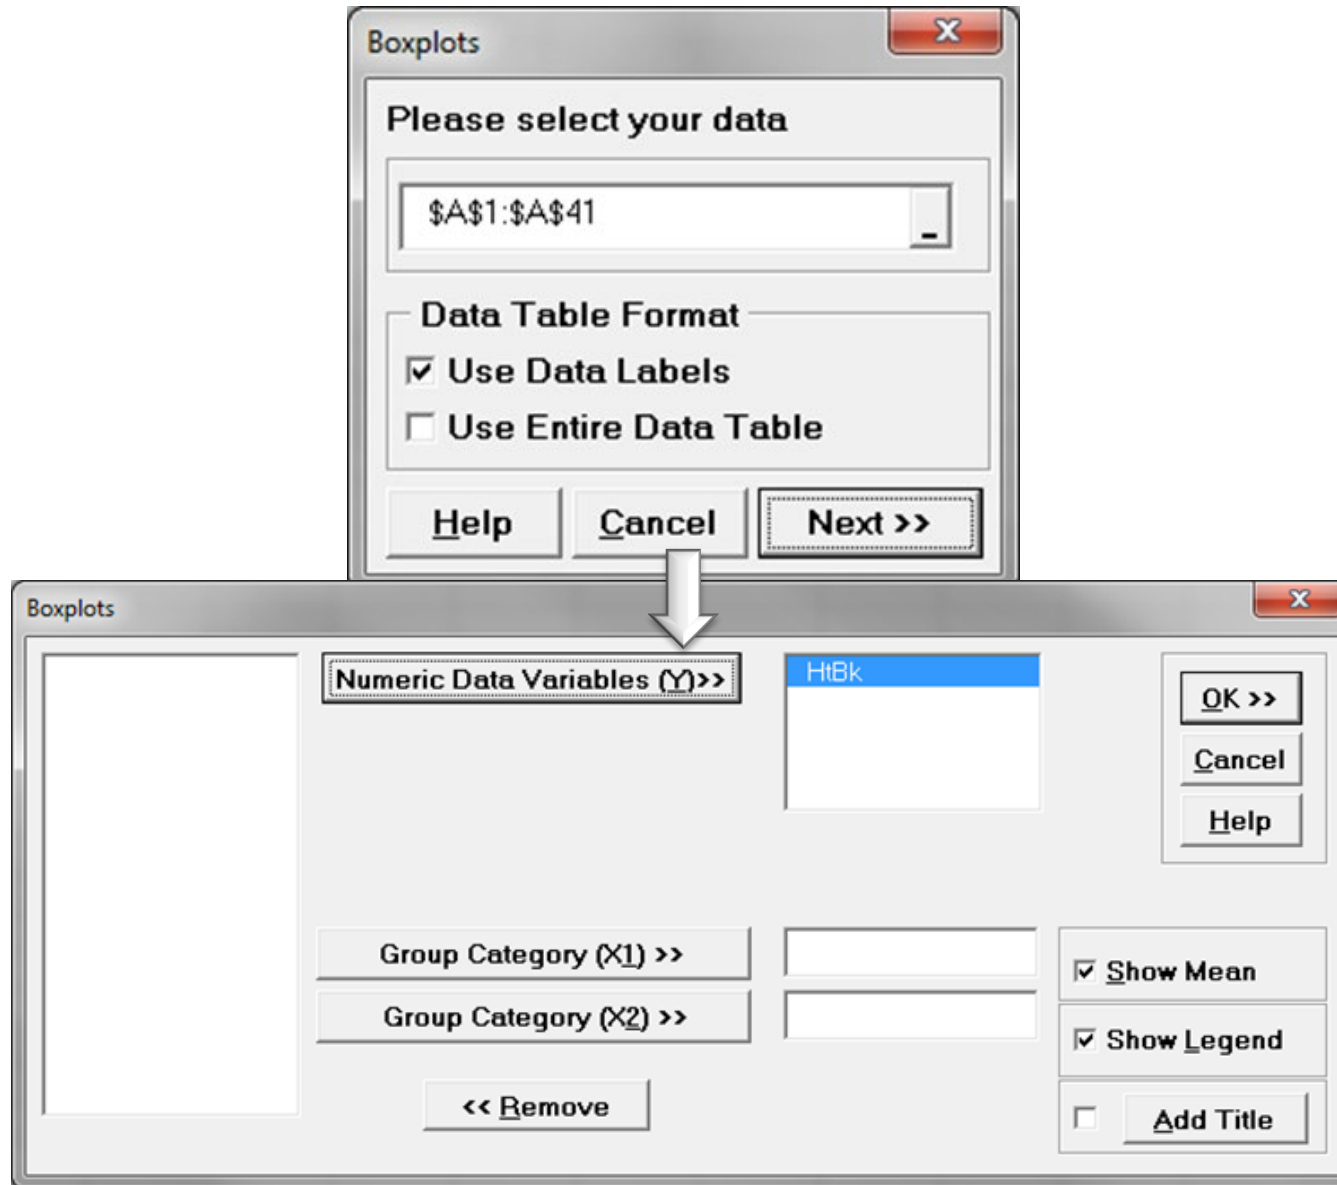 Boxplots
Please select your data
$A$1:$A$41
Data Table Format
Use Data Labels
Use Entire Data Table
Help
Cancel
Next >>
Boxplots
Numeric Data Variables (Y)>>
HtBk
OK >>
Cancel
Help
Group Category (X1) >>
Group Category (X2) >>
<< Remove
Show Mean
Show Legend
Add Title